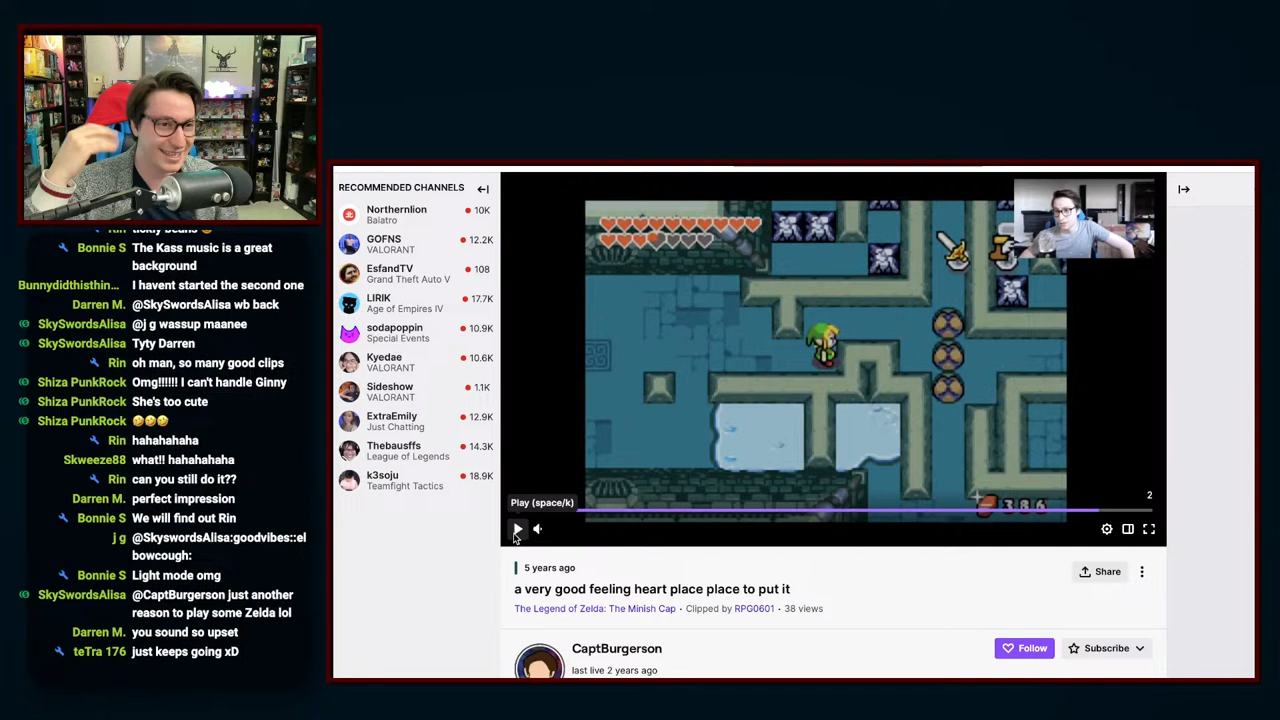 Bonnie S The Kass music is a great
background
Bunnydidthisthin... I havent started the second one
Darren M. @SkySwordsAlisa wb back
SkySwordsAlisa @j g wassup maanee
SkySwordsAlisa Tyty Darren
Rin oh man, so many good clips
Shiza PunkRock Omg!!!!!! I can't handle Ginny
Shiza PunkRock She's too cute
Shiza PunkRock 🤣🤣🤣
Rin hahahahaha
Skweeze88 what!! hahahahaha
Rin can you still do it??
Darren M. perfect impression
Bonnie S We will find out Rin
j g @SkyswordsAlisa:goodvibes::el
bowcough:
Bonnie S Light mode omg
SkySwordsAlisa @CaptBurgerson just another
reason to play some Zelda lol
Darren M. you sound so upset
teTra 176 just keeps going xD
RECOMMENDED CHANNELS
Northernlion 10K
Balatro
GOFNS 12.2K
VALORANT
EsfandTV 108
Grand Theft Auto V
LIRIK 17.7K
Age of Empires IV
sodapoppin 10.9K
Special Events
Kyedae 10.6K
VALORANT
Sideshow 1.1K
VALORANT
ExtraEmily 12.9K
Just Chatting
Thebausffs 14.3K
League of Legends
k3soju 18.9K
Teamfight Tactics
386
2
Play (space/k)
5 years ago
Share
a very good feeling heart place place to put it
The Legend of Zelda: The Minish Cap • Clipped by RPG0601 • 38 views
CaptBurgerson
last live 2 years ago
Follow
Subscribe